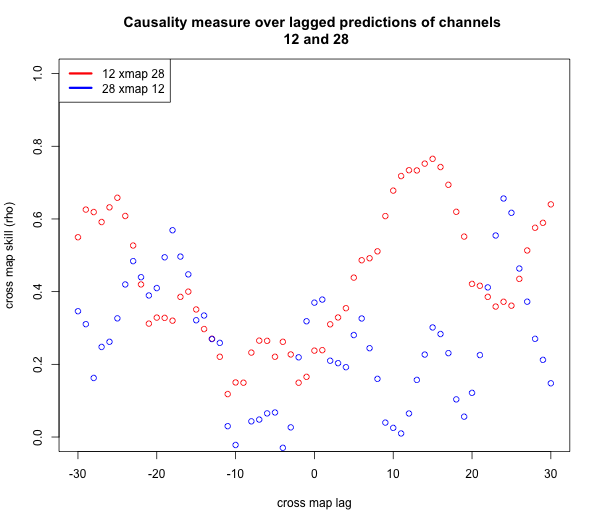 Causality measure over lagged predictions of channels
12 and 28
12 xmap 28
28 xmap 12
cross map skill (rho)
1.0
0.8
0.6
0.4
0.2
0.0
-30 -20 -10 0 10 20 30
cross map lag